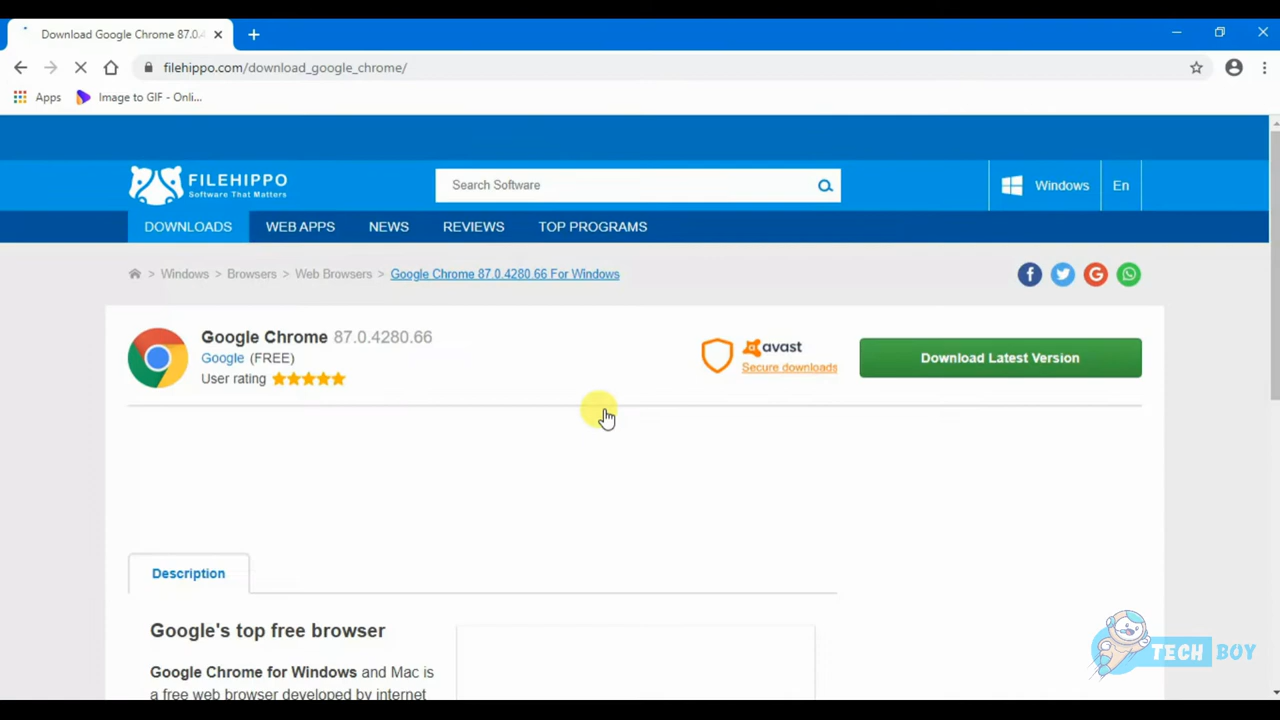 Download Google Chrome 87.0.4
filehippo.com/download_google_chrome/
Apps Image to GIF - Onli...
FILEHIPPO
Software That Matters
Search Software
Windows En
DOWNLOADS WEB APPS NEWS REVIEWS TOP PROGRAMS
> Windows > Browsers > Web Browsers > Google Chrome 87.0.4280.66 For Windows
Google Chrome 87.0.4280.66
Google (FREE)
User rating
avast
Secure downloads
Download Latest Version
Description
Google's top free browser
Google Chrome for Windows and Mac is
a free web browser developed by internet
TECH BOY